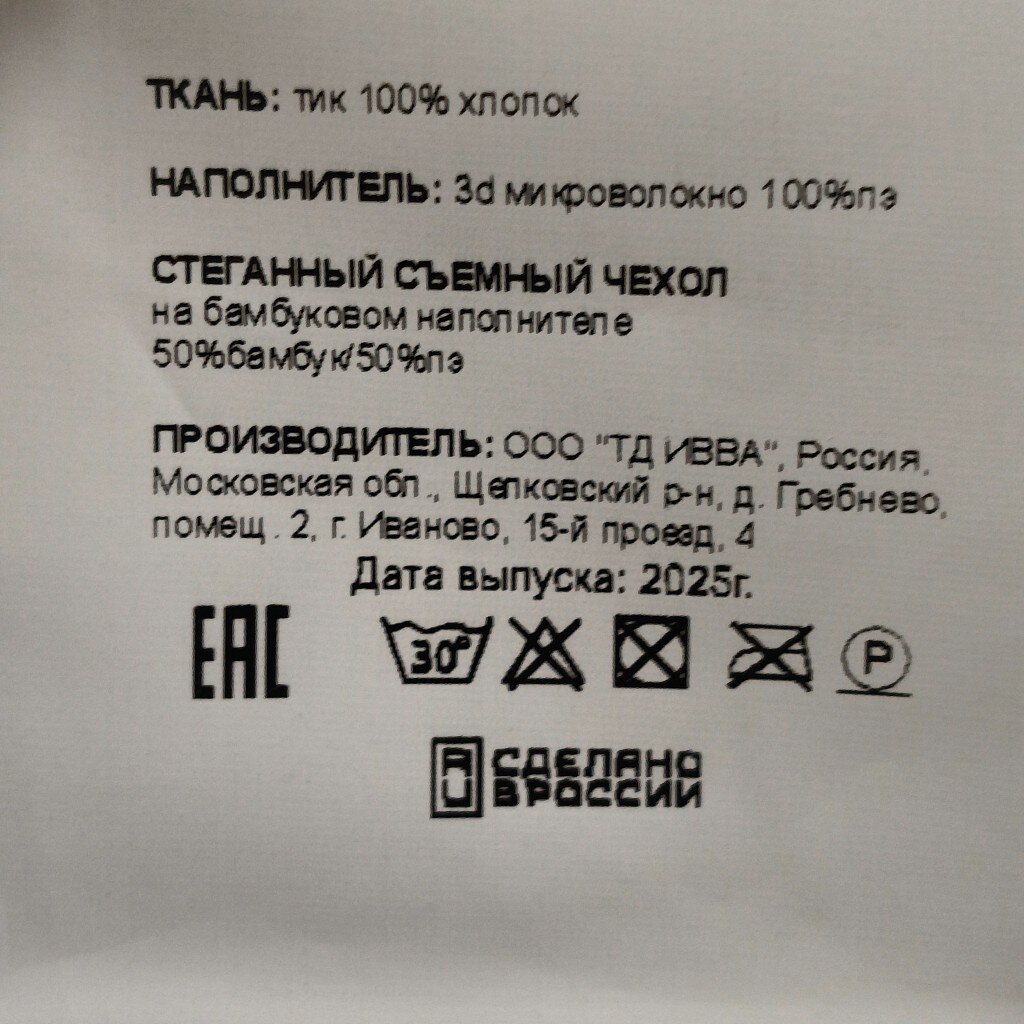 ТКАНЬ: тик 100% хлопок
НАПОЛНИТЕЛЬ: 3d микроволокно 100%пэ
СТЕГАННЫЙ СЪЕМНЫЙ ЧЕХОЛ
на бамбуковом наполнителе
50%бамбук/50%пэ
ПРОИЗВОДИТЕЛЬ: ООО "ТД ИВВА", Россия,
Московская обл., Щелковский р-н, д. Гребнево,
помещ. 2, г. Иваново, 15-й проезд, 4
Дата выпуска: 2025г.
ЕАС 30° P
RU СДЕЛАНО
В РОССИИ